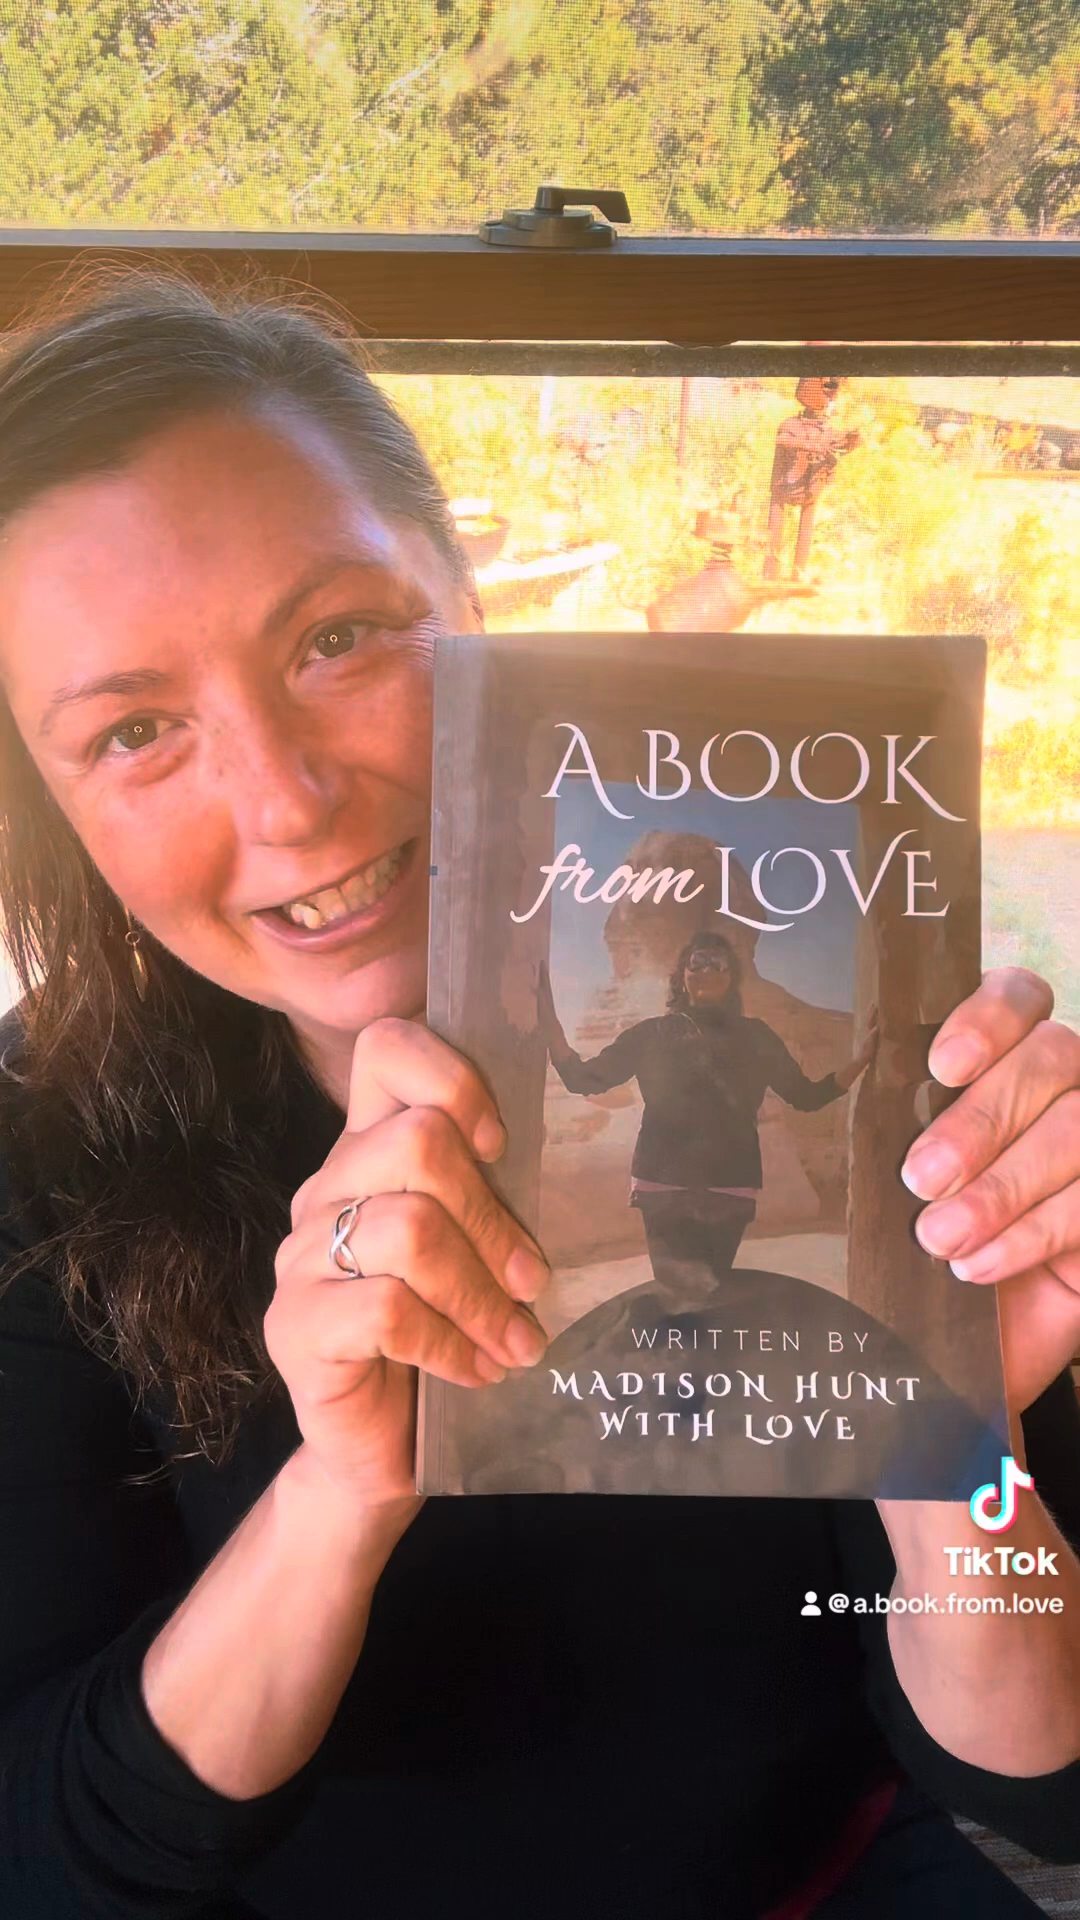 A BOOK
from LOVE
WRITTEN BY
MADISON HUNT
WITH LOVE
TikTok
@a.book.from.love